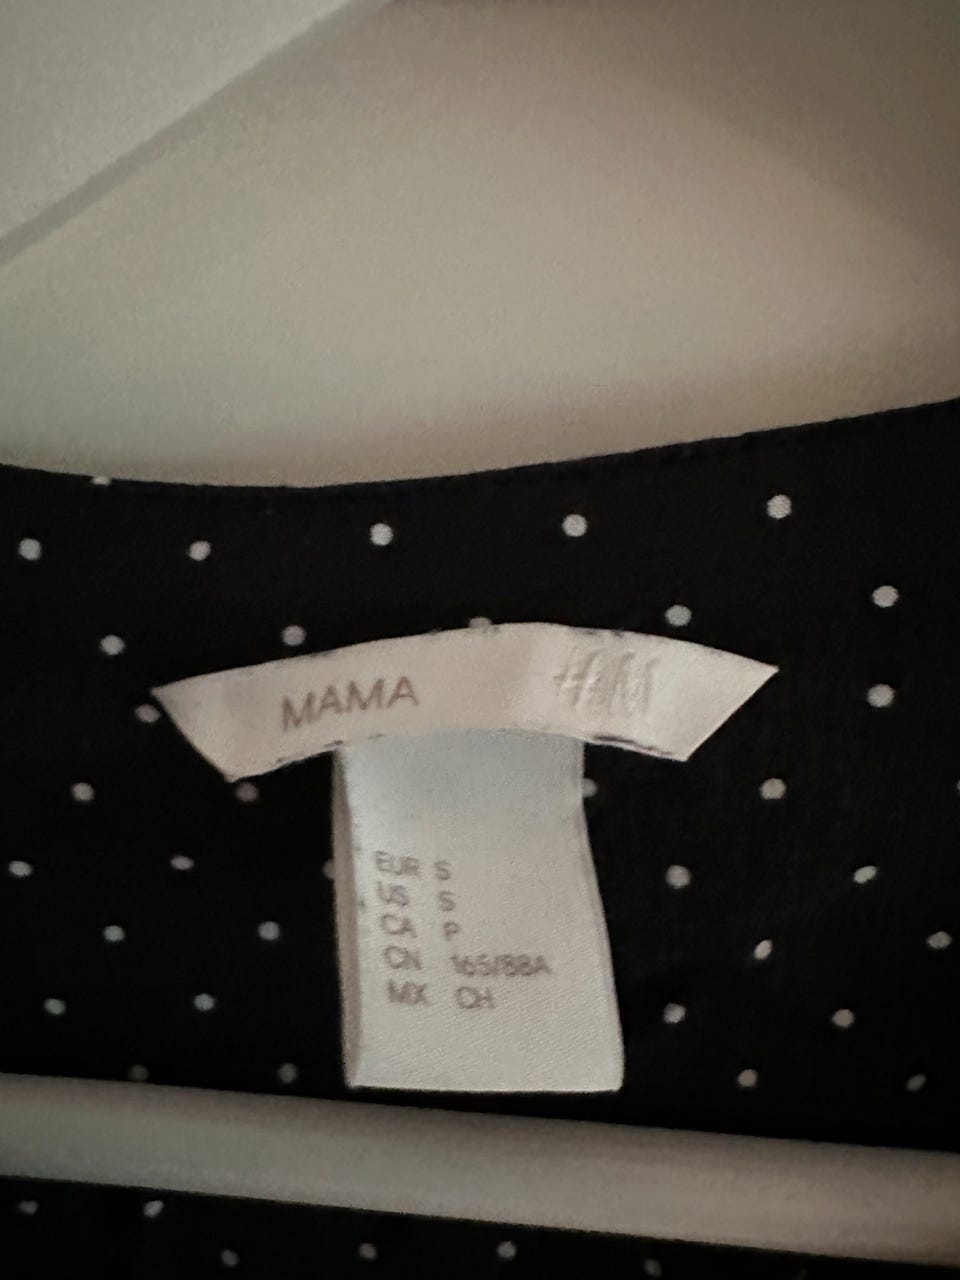 MAMA H&M
EUR S
US S
CA P
CN 165/88A
MX CH